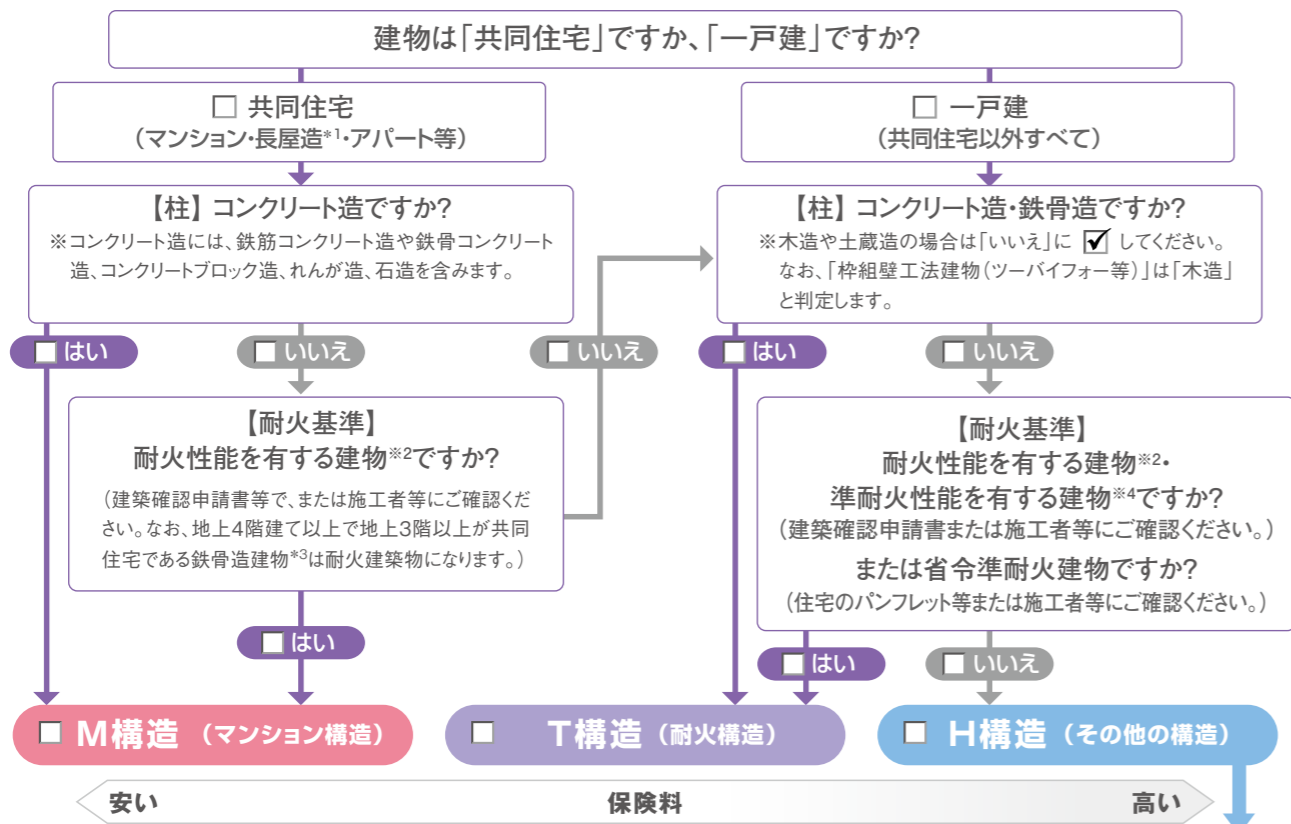 建物は「共同住宅」ですか、「一戸建」ですか?
共同住宅
(マンション・長屋造*1・アパート等)
一戸建
(共同住宅以外すべて)
【柱】コンクリート造ですか?
※コンクリート造には、鉄筋コンクリート造や鉄骨コンクリート
造、コンクリートブロック造、れんが造、石造を含みます。
【柱】コンクリート造・鉄骨造ですか?
※木造や土蔵造の場合は「いいえ」に ☑ してください。
なお、「枠組壁工法建物(ツーバイフォー等)」は「木造」
と判定します。
はい
いいえ
いいえ
はい
いいえ
【耐火基準】
耐火性能を有する建物※2ですか?
(建築確認申請書等で、または施工者等にご確認くだ
さい。なお、地上4階建て以上で地上3階以上が共同
住宅である鉄骨造建物*3は耐火建築物になります。)
【耐火基準】
耐火性能を有する建物※2・
準耐火性能を有する建物※4ですか?
(建築確認申請書または施工者等にご確認ください。)
または省令準耐火建物ですか?
(住宅のパンフレット等または施工者等にご確認ください。)
はい
はい
いいえ
M構造(マンション構造)
T構造(耐火構造)
H構造(その他の構造)
安い
保険料
高い